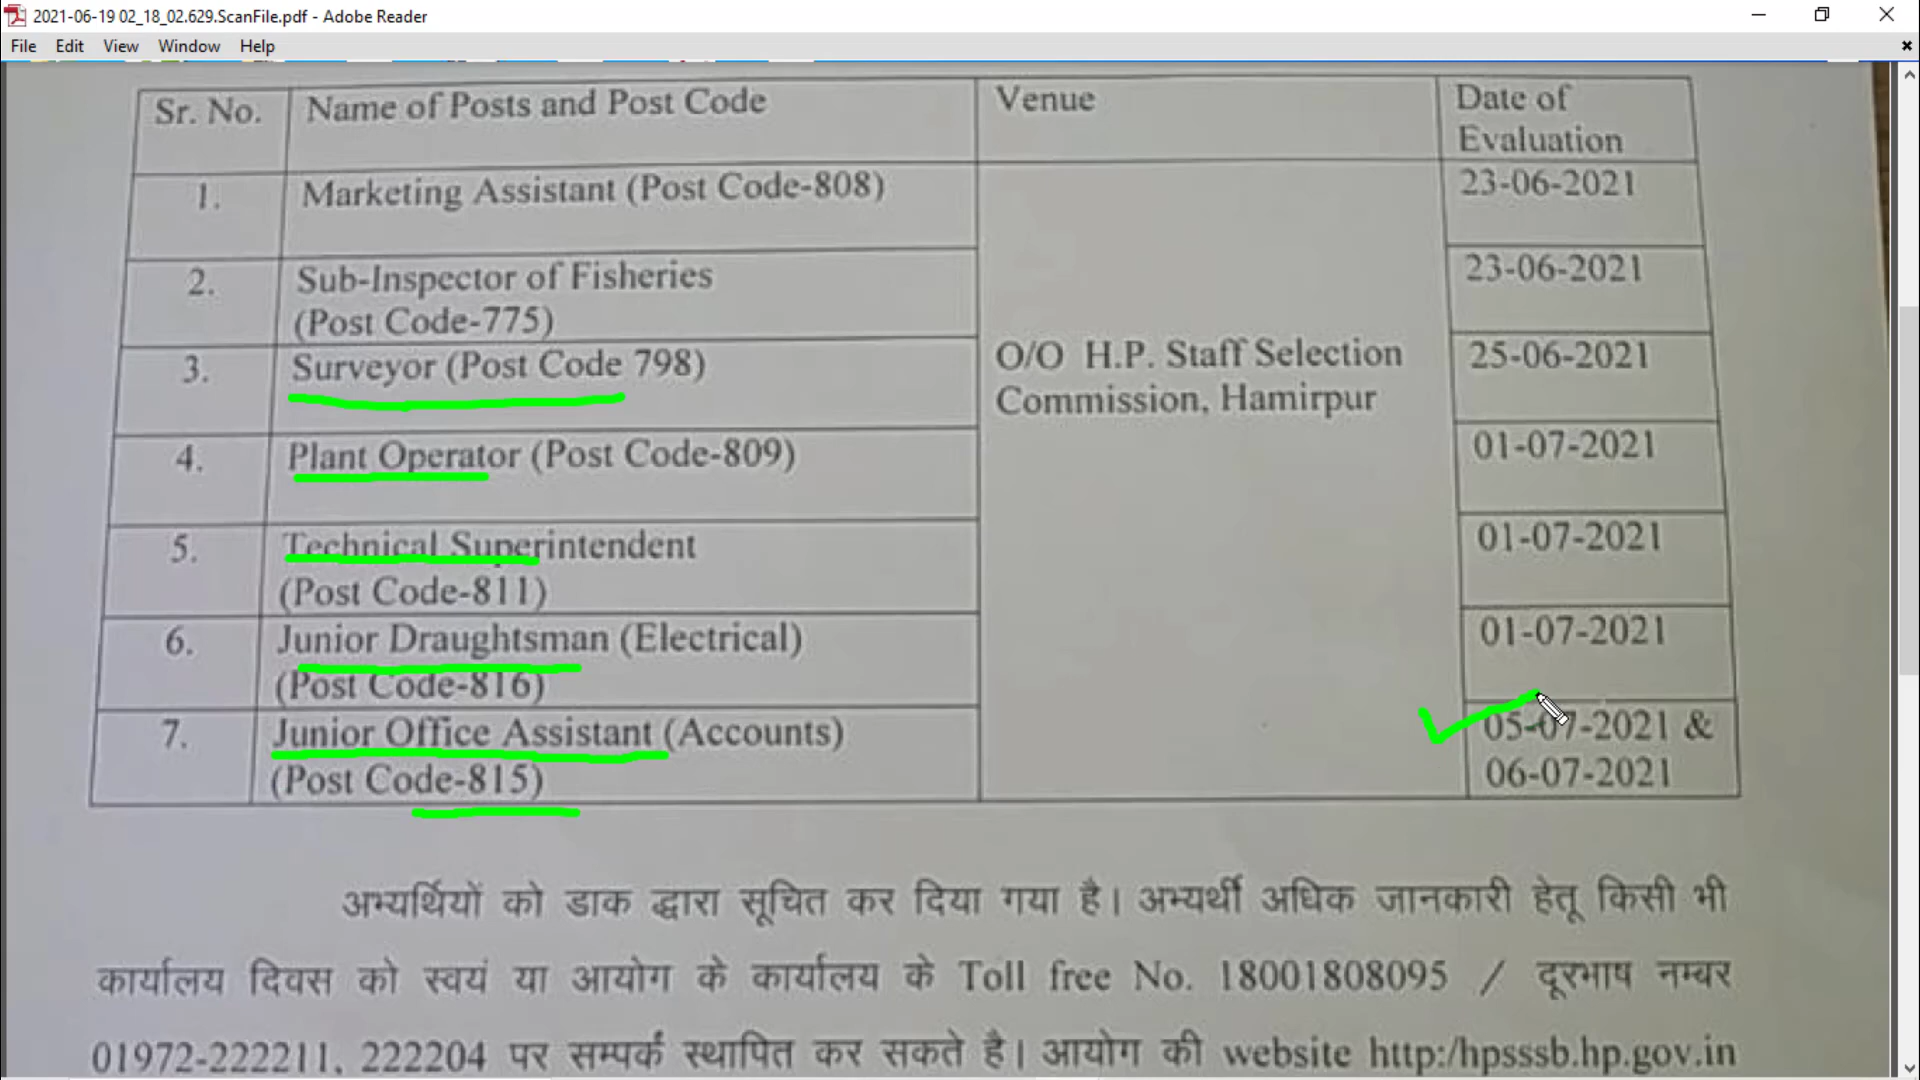 2021-06-19 02_18_02.629.ScanFile.pdf - Adobe Reader
File Edit View Window Help
Sr. No. Name of Posts and Post Code Venue Date of
Evaluation
1. Marketing Assistant (Post Code-808) 23-06-2021
2. Sub-Inspector of Fisheries 23-06-2021
(Post Code-775)
3. Surveyor (Post Code 798) O/O H.P. Staff Selection 25-06-2021
Commission, Hamirpur
4. Plant Operator (Post Code-809) 01-07-2021
5. Technical Superintendent 01-07-2021
(Post Code-811)
6. Junior Draughtsman (Electrical) 01-07-2021
(Post Code-816)
7. Junior Office Assistant (Accounts) 05-07-2021 &
(Post Code-815) 06-07-2021
अभ्यर्थियों को डाक द्वारा सूचित कर दिया गया है। अभ्यर्थी अधिक जानकारी हेतू किसी भी
कार्यालय दिवस को स्वयं या आयोग के कार्यालय के Toll free No. 18001808095 / दूरभाष नम्बर
01972-222211, 222204 पर सम्पर्क स्थापित कर सकते है। आयोग की website http:/hpsssb.hp.gov.in